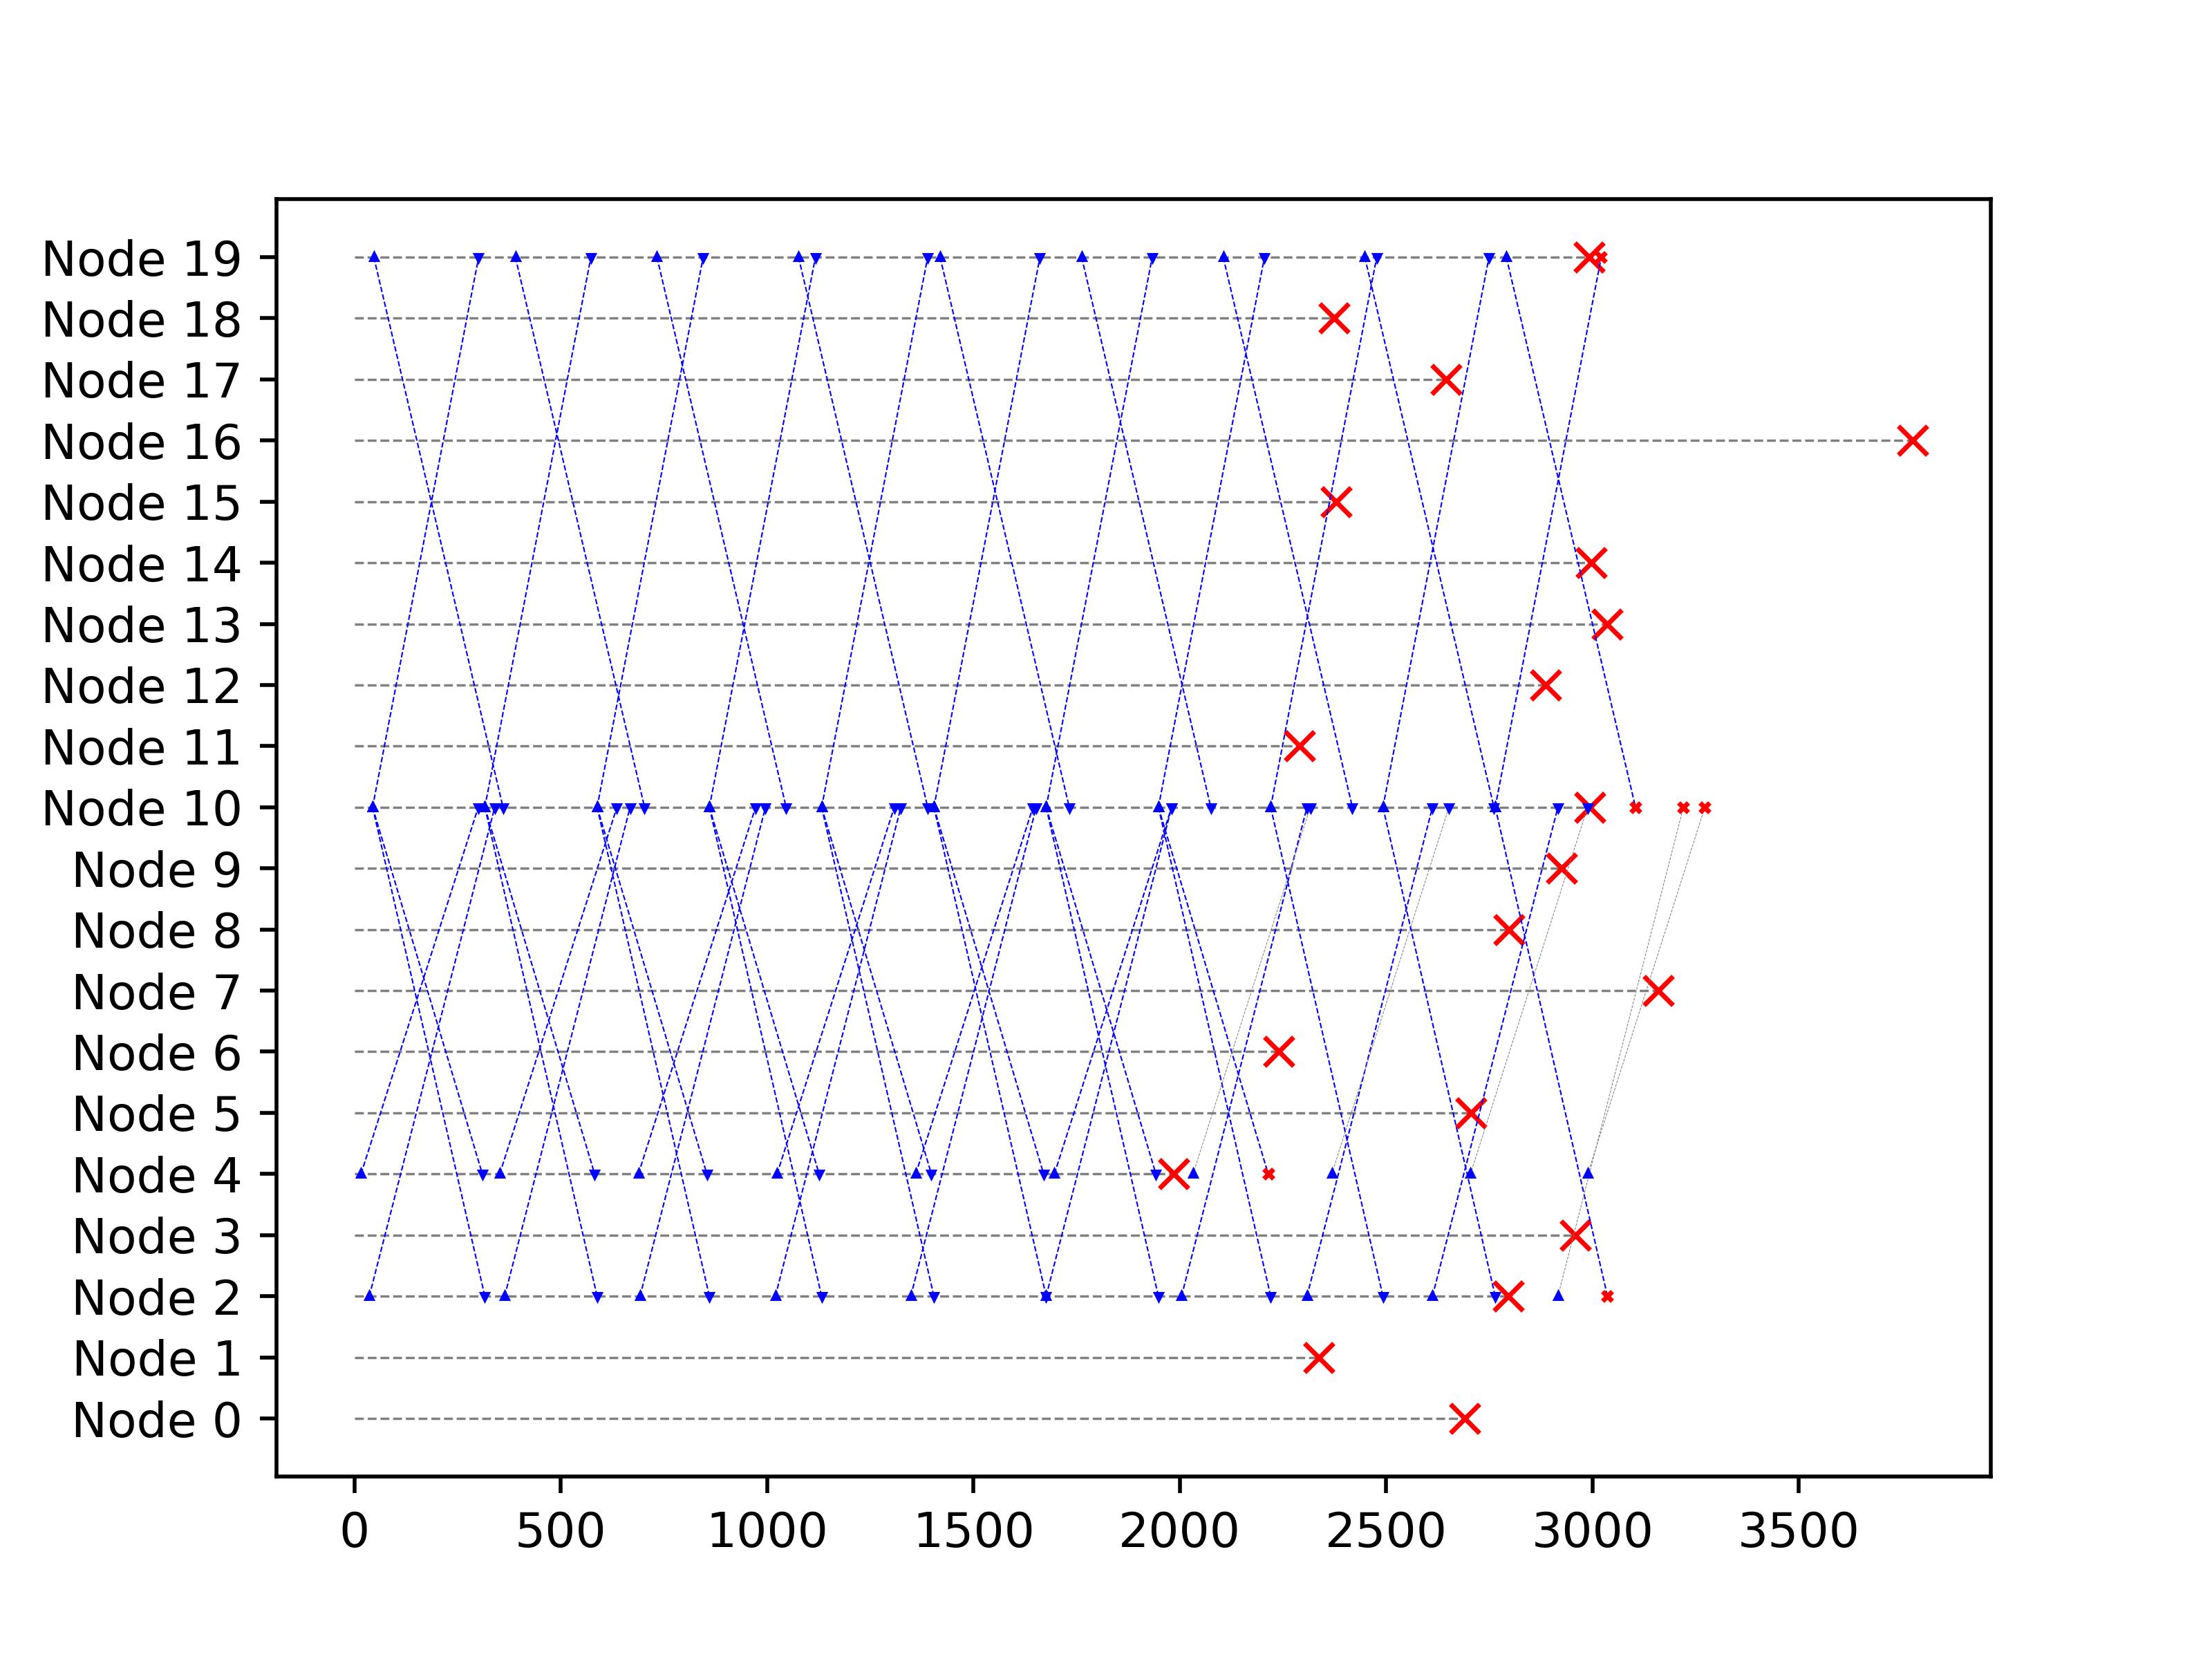 Node 19
Node 18
Node 17
Node 16
Node 15
Node 14
Node 13
Node 12
Node 11
Node 10
Node 9
Node 8
Node 7
Node 6
Node 5
Node 4
Node 3
Node 2
Node 1
Node 0
0 500 1000 1500 2000 2500 3000 3500